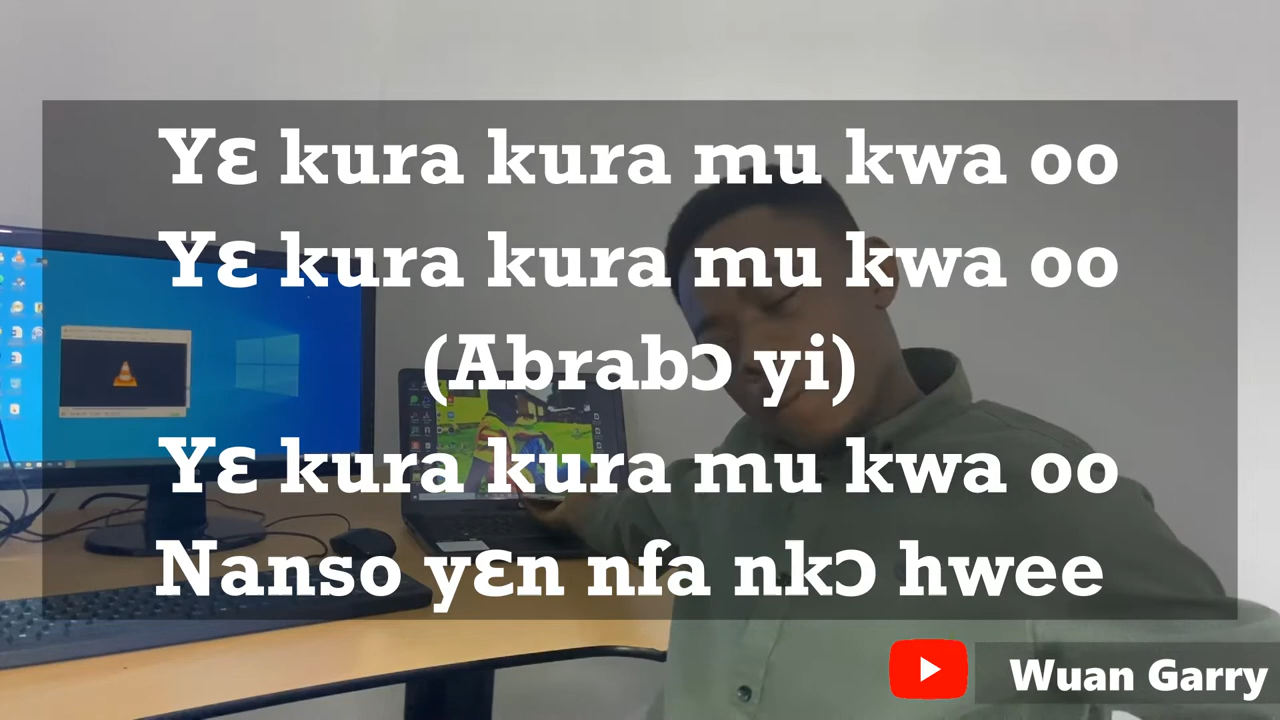 Yɛ kura kura mu kwa oo
Yɛ kura kura mu kwa oo
(Abrabɔ yi)
Yɛ kura kura mu kwa oo
Nanso yɛn nfa nkɔ hwee
Wuan Garry